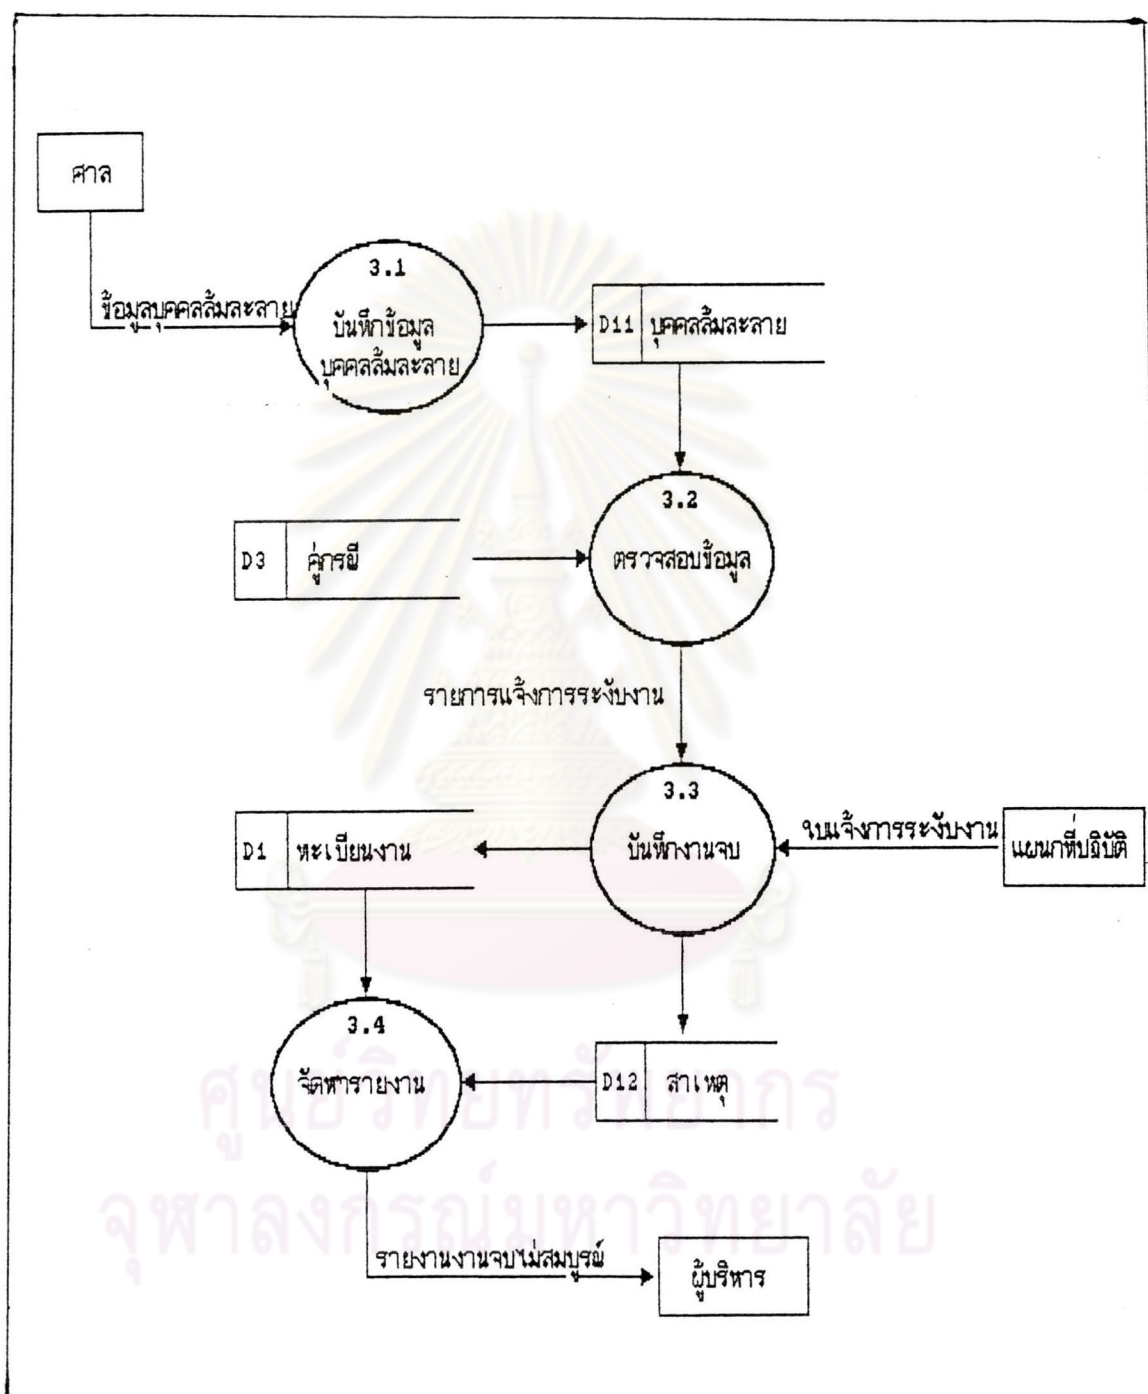 ศาล
3.1
ข้อมูลบุคคลล้มละลาย
บันทึกข้อมูล
บุคคลล้มละลาย
D11 บุคคลล้มละลาย
3.2
ตรวจสอบข้อมูล
D3 คู่กรณี
รายการแจ้งการระงับงาน
3.3
บันทึกงานจบ
ใบแจ้งการระงับงาน
แผนกที่ปฏิบัติ
D1 ทะเบียนงาน
3.4
จัดทำรายงาน
D12 สาเหตุ
ศูนย์วิทยทรัพยากร
จุฬาลงกรณ์มหาวิทยาลัย
รายงานงานจบไม่สมบูรณ์
ผู้บริหาร